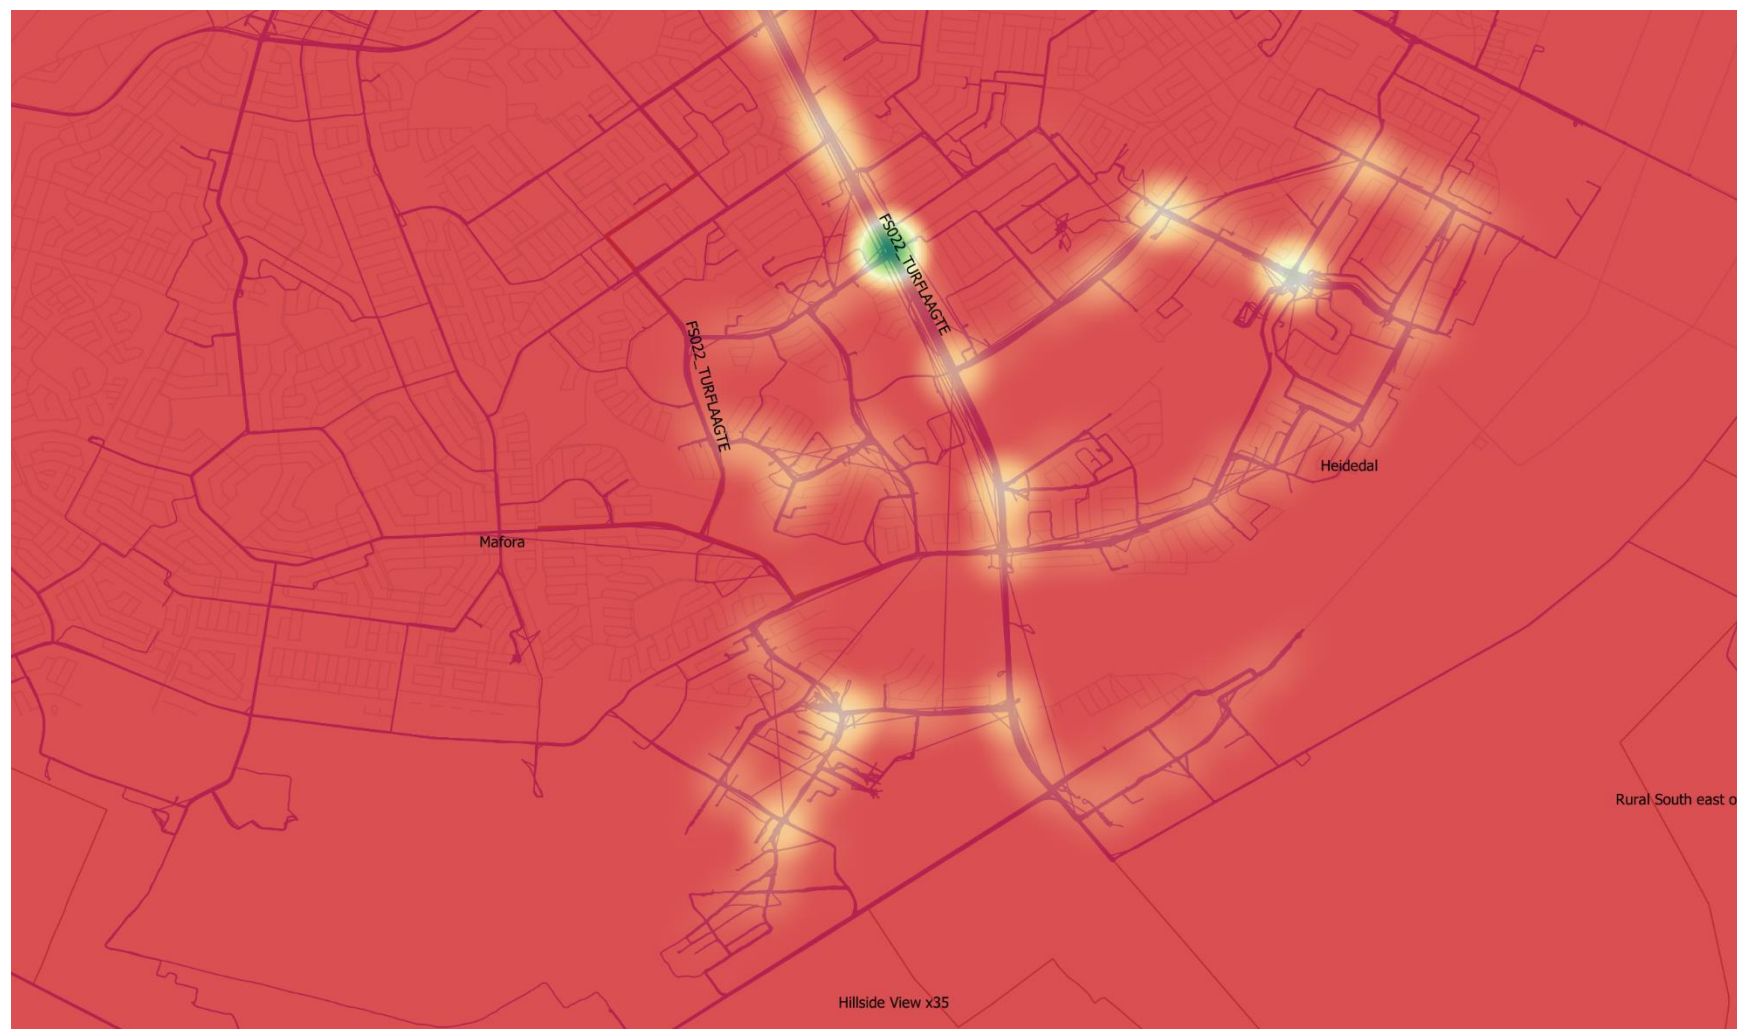 FS022_TURFLAAGTE
FS022_TURFLAAGTE
Heidedal
Mafora
Rural South east o
Hillside View x35